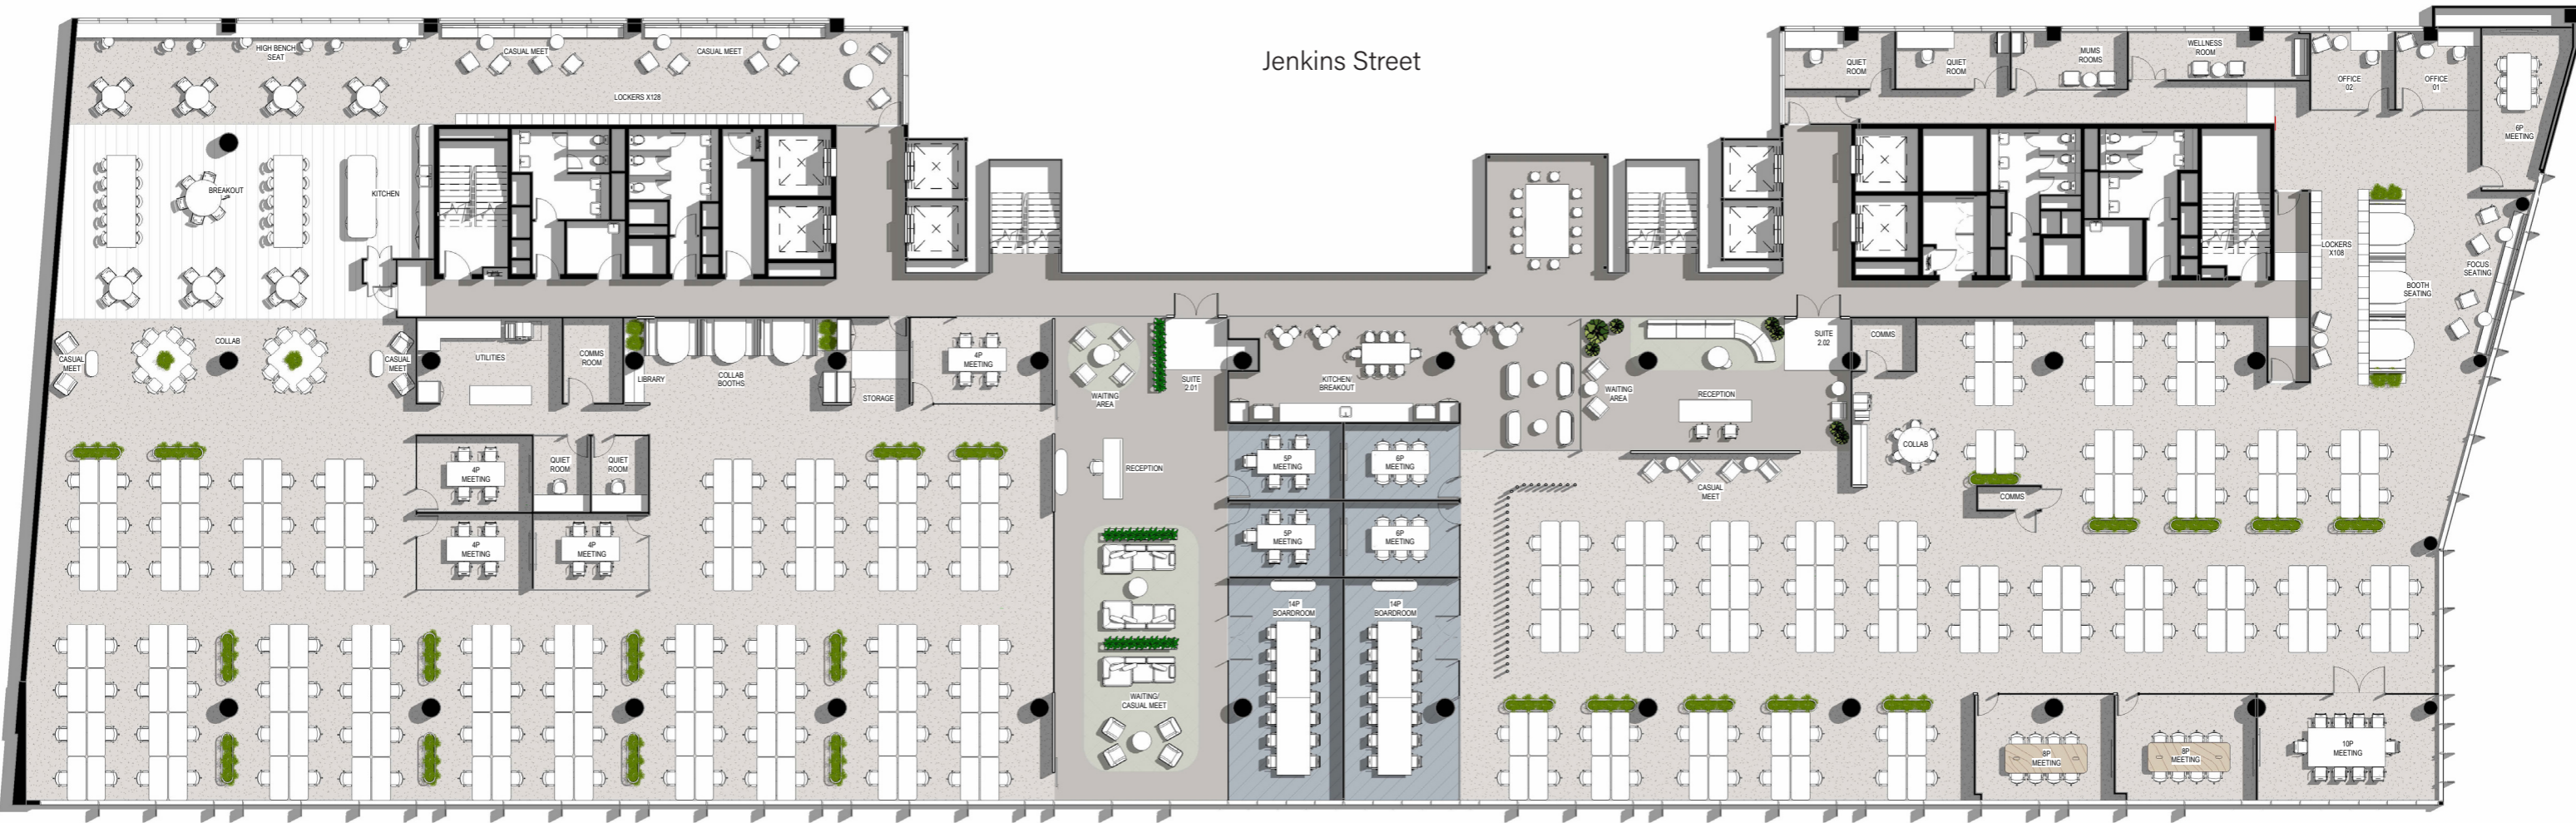 Jenkins Street
HIGH BENCH
SEAT
CASUAL MEET
CASUAL MEET
LOCKERS X128
QUIET
ROOM
QUIET
ROOM
MUMS
ROOMS
WELLNESS
ROOM
OFFICE
02
OFFICE
01
6P
MEETING
BREAKOUT
KITCHEN
LOCKERS
X108
FOCUS
SEATING
BOOTH
SEATING
CASUAL
MEET
COLLAB
CASUAL
MEET
UTILITIES
COMMS
ROOM
LIBRARY
COLLAB
BOOTHS
STORAGE
4P
MEETING
WAITING
AREA
SUITE
2.01
KITCHEN/
BREAKOUT
WAITING
AREA
RECEPTION
SUITE
2.02
COMMS
COLLAB
4P
MEETING
QUIET
ROOM
QUIET
ROOM
RECEPTION
5P
MEETING
6P
MEETING
CASUAL
MEET
COMMS
4P
MEETING
4P
MEETING
5P
MEETING
6P
MEETING
14P
BOARDROOM
14P
BOARDROOM
WAITING/
CASUAL MEET
8P
MEETING
8P
MEETING
10P
MEETING